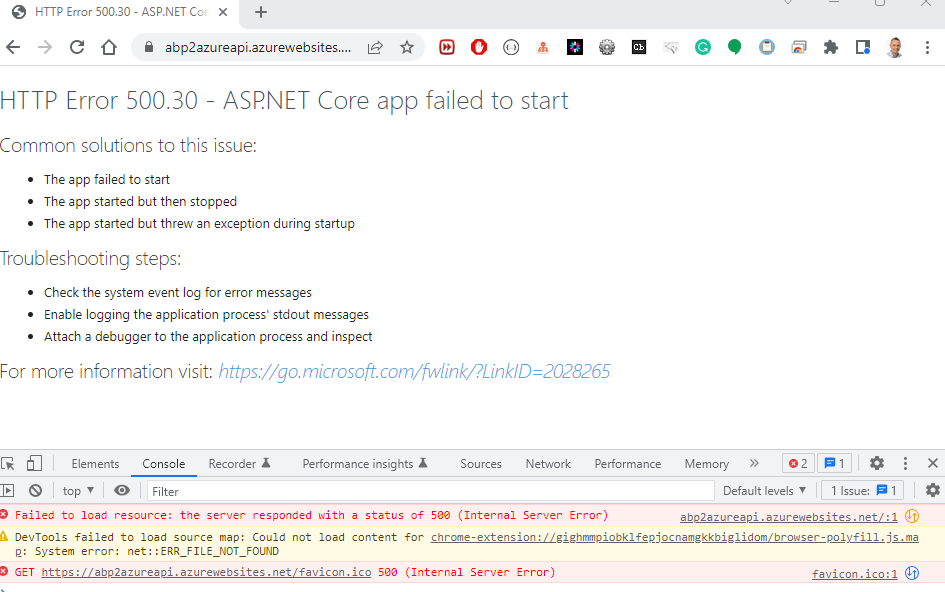 HTTP Error 500.30 - ASP.NET Cor
abp2azureapi.azurewebsites....
Cb
HTTP Error 500.30 - ASP.NET Core app failed to start
Common solutions to this issue:
The app failed to start
The app started but then stopped
The app started but threw an exception during startup
Troubleshooting steps:
Check the system event log for error messages
Enable logging the application process' stdout messages
Attach a debugger to the application process and inspect
For more information visit: https://go.microsoft.com/fwlink/?LinkID=2028265
Elements Console Recorder Performance insights Sources Network Performance Memory 2 1
top Filter Default levels 1 Issue: 1
Failed to load resource: the server responded with a status of 500 (Internal Server Error) abp2azureapi.azurewebsites.net/:1
DevTools failed to load source map: Could not load content for chrome-extension://gighmmpiobklfepjocnamgkkbiglidom/browser-polyfill.js.ma
p: System error: net::ERR_FILE_NOT_FOUND
GET https://abp2azureapi.azurewebsites.net/favicon.ico 500 (Internal Server Error) favicon.ico:1